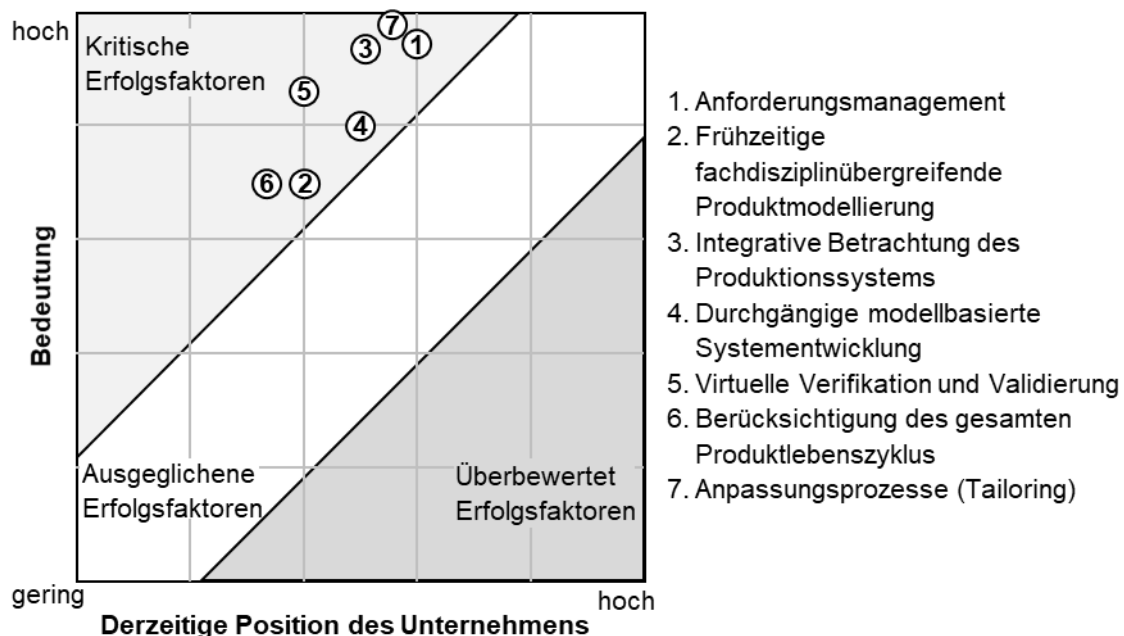 hoch
Kritische
Erfolgsfaktoren
7
3
1
5
4
6
2
Bedeutung
Ausgeglichene
Erfolgsfaktoren
Überbewertet
Erfolgsfaktoren
gering
hoch
Derzeitige Position des Unternehmens
1. Anforderungsmanagement
2. Frühzeitige
fachdisziplinübergreifende
Produktmodellierung
3. Integrative Betrachtung des
Produktionssystems
4. Durchgängige modellbasierte
Systementwicklung
5. Virtuelle Verifikation und Validierung
6. Berücksichtigung des gesamten
Produktlebenszyklus
7. Anpassungsprozesse (Tailoring)